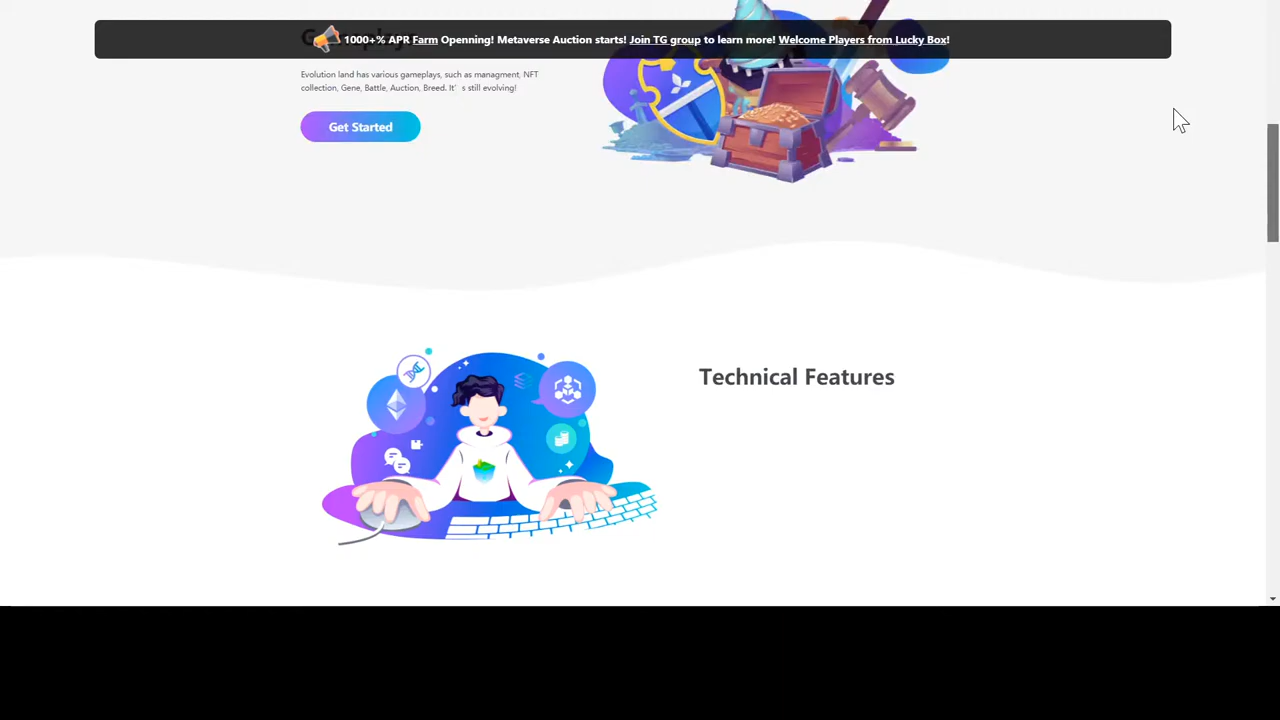 1000+% APR Farm Openning! Metaverse Auction starts! Join TG group to learn more! Welcome Players from Lucky Box!
Evolution land has various gameplays, such as managment, NFT
collection, Gene, Battle, Auction, Breed. It’s still evolving!
Get Started
Technical Features